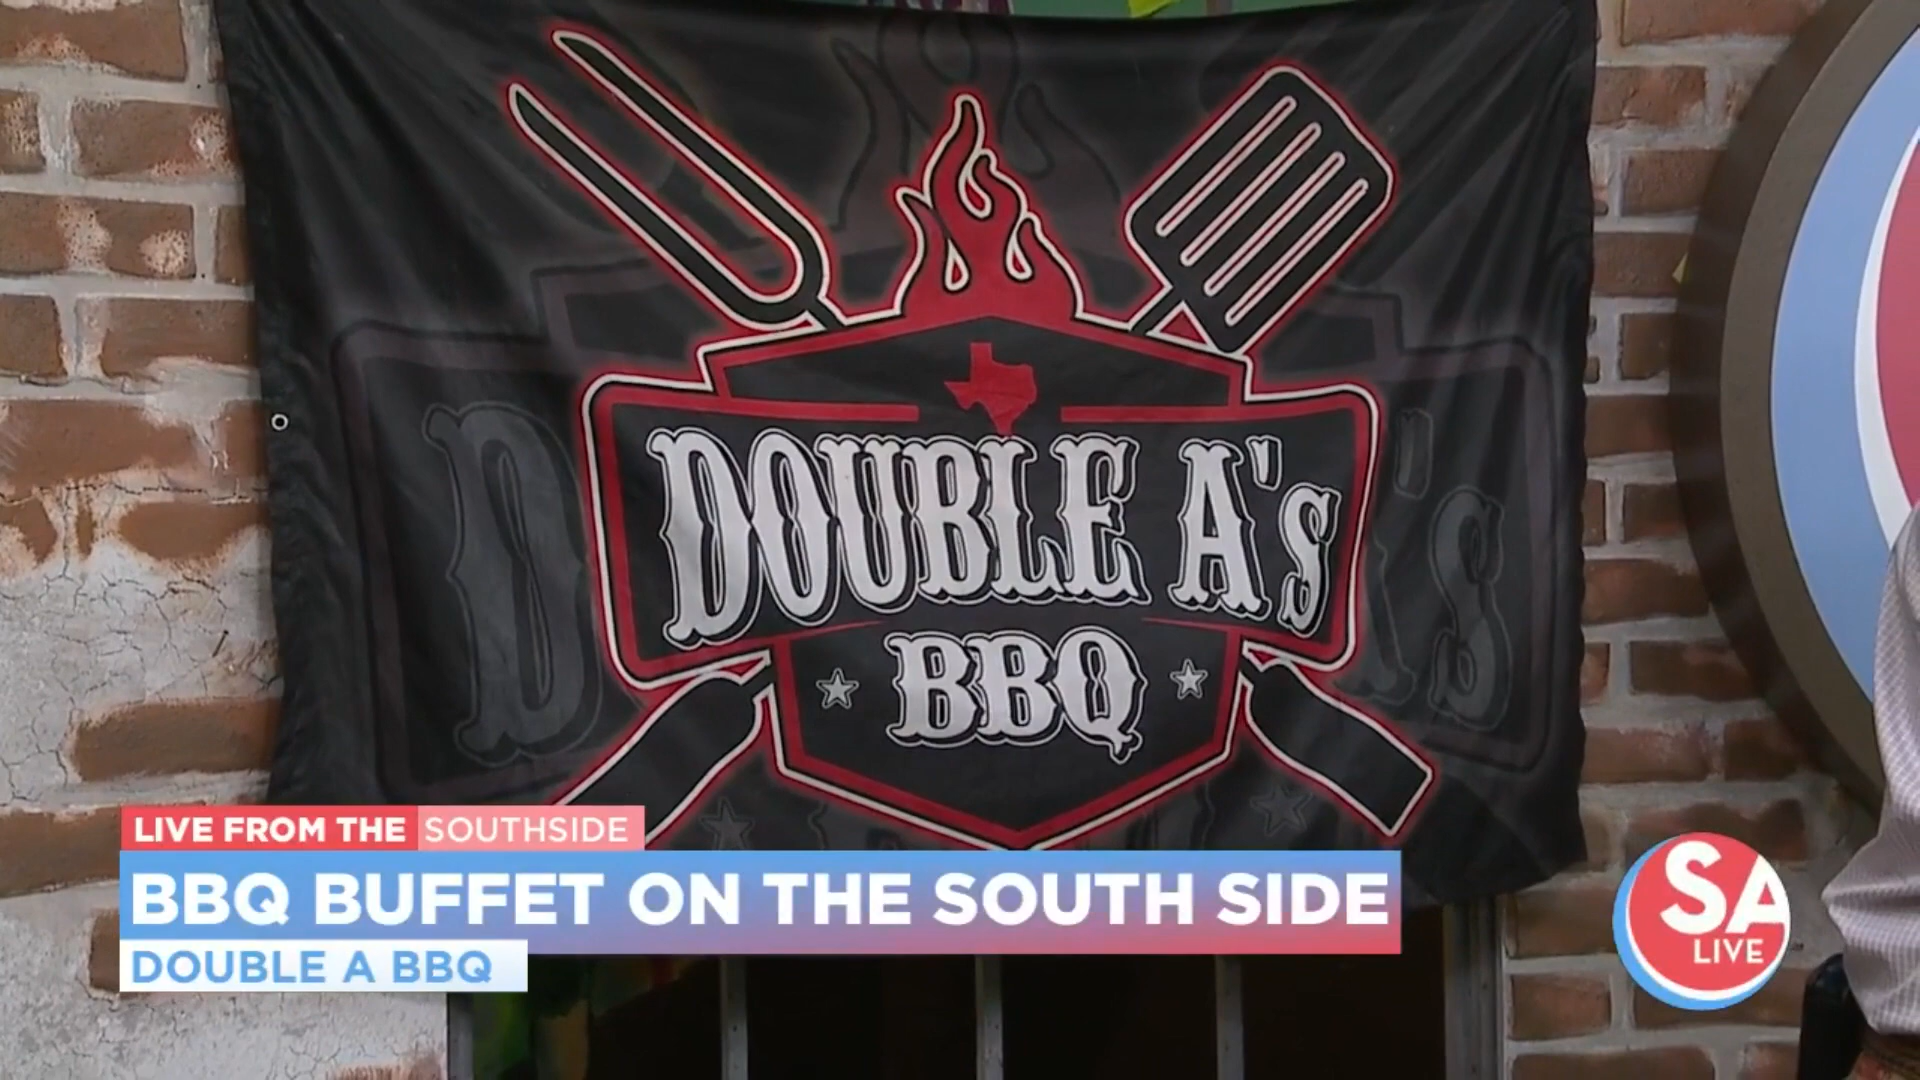 DOUBLE A's
BBQ
LIVE FROM THE SOUTHSIDE
BBQ BUFFET ON THE SOUTH SIDE
DOUBLE A BBQ
SA
LIVE